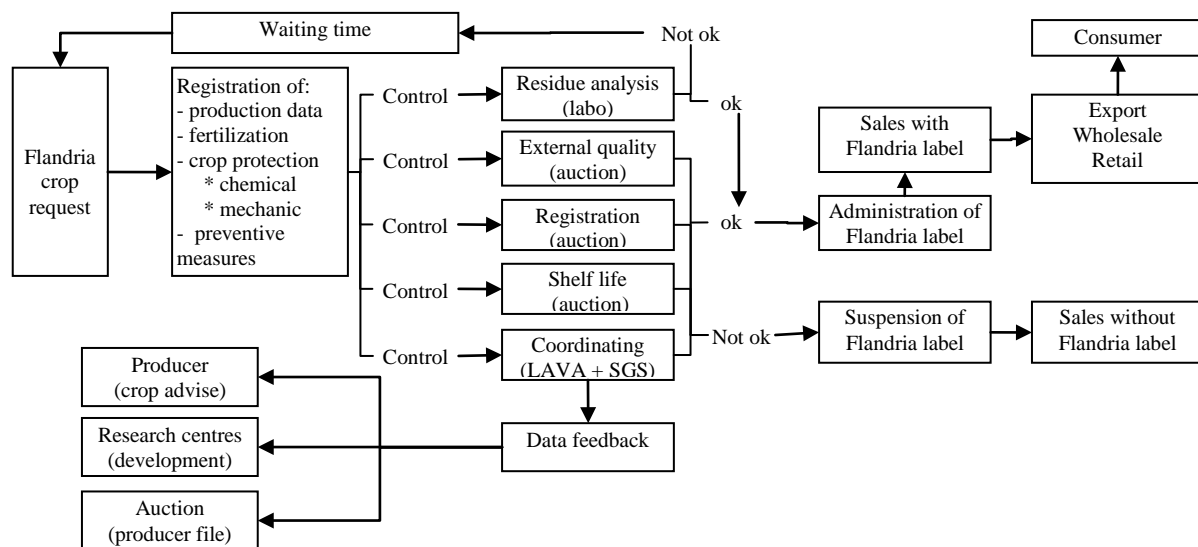 Waiting time
Not ok
Consumer
Flandria
crop
request
Registration of:
- production data
- fertilization
- crop protection
* chemical
* mechanic
- preventive
measures
Control
Residue analysis
(labo)
ok
Control
External quality
(auction)
Control
Registration
(auction)
ok
Control
Shelf life
(auction)
Control
Coordinating
(LAVA + SGS)
Not ok
Sales with
Flandria label
Export
Wholesale
Retail
Administration of
Flandria label
Suspension of
Flandria label
Sales without
Flandria label
Producer
(crop advise)
Research centres
(development)
Data feedback
Auction
(producer file)